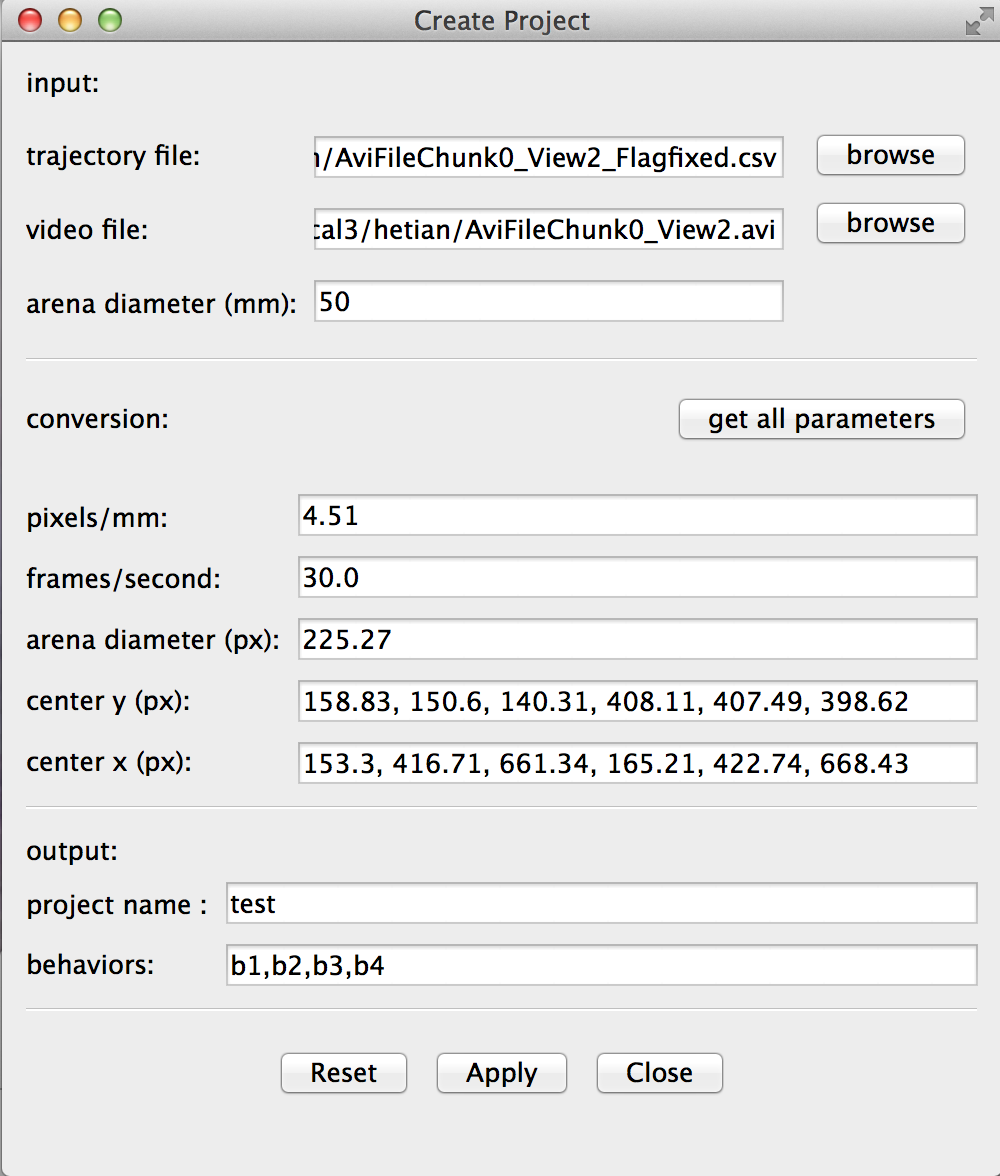 Create Project
input:
trajectory file: /AviFileChunk0_View2_Flagfixed.csv browse
video file: cal3/hetian/AviFileChunk0_View2.avi browse
arena diameter (mm): 50
conversion: get all parameters
pixels/mm: 4.51
frames/second: 30.0
arena diameter (px): 225.27
center y (px): 158.83, 150.6, 140.31, 408.11, 407.49, 398.62
center x (px): 153.3, 416.71, 661.34, 165.21, 422.74, 668.43
output:
project name : test
behaviors: b1,b2,b3,b4
Reset Apply Close